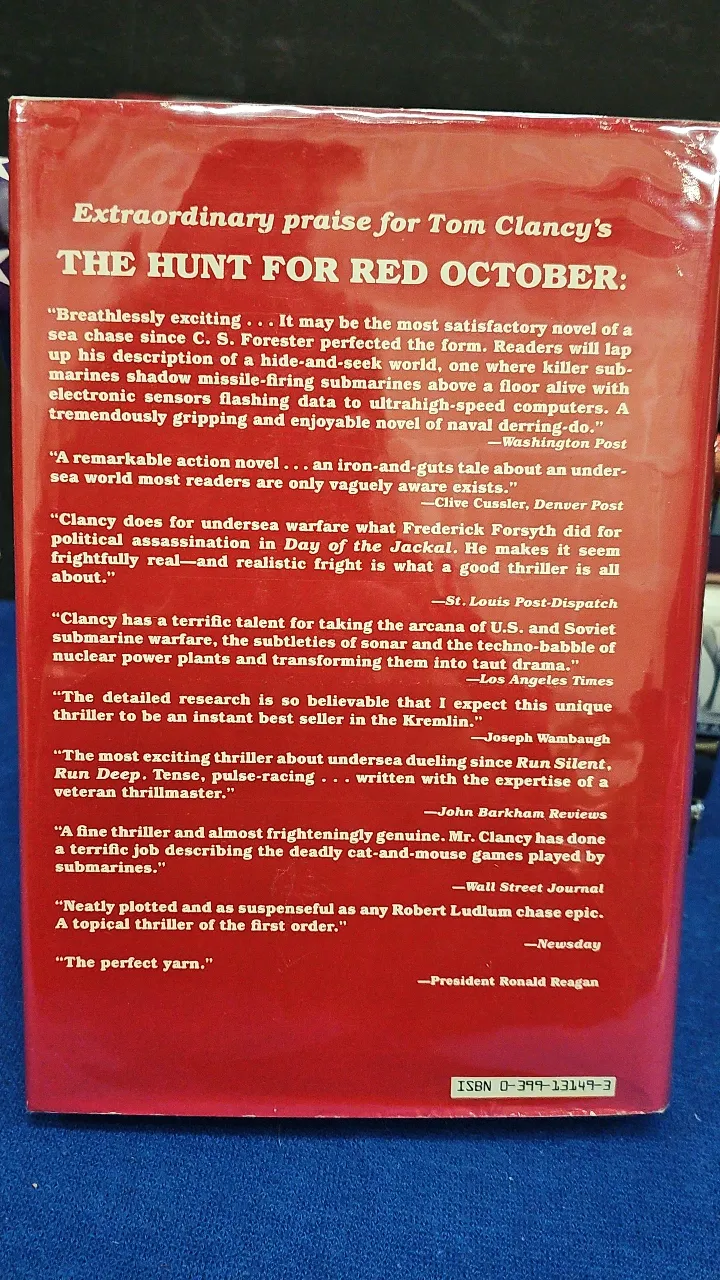 Extraordinary praise for Tom Clancy's
THE HUNT FOR RED OCTOBER:
“Breathlessly exciting . . . It may be the most satisfactory novel of a
sea chase since C. S. Forester perfected the form. Readers will lap
up his description of a hide-and-seek world, one where killer sub-
marines shadow missile-firing submarines above a floor alive with
electronic sensors flashing data to ultrahigh-speed computers. A
tremendously gripping and enjoyable novel of naval derring-do.”
—Washington Post
“A remarkable action novel . . . an iron-and-guts tale about an under-
sea world most readers are only vaguely aware exists.”
—Clive Cussler, Denver Post
“Clancy does for undersea warfare what Frederick Forsyth did for
political assassination in Day of the Jackal. He makes it seem
frightfully real—and realistic fright is what a good thriller is all
about.”
—St. Louis Post-Dispatch
“Clancy has a terrific talent for taking the arcana of U.S. and Soviet
submarine warfare, the subtleties of sonar and the techno-babble of
nuclear power plants and transforming them into taut drama.”
—Los Angeles Times
“The detailed research is so believable that I expect this unique
thriller to be an instant best seller in the Kremlin.”
—Joseph Wambaugh
“The most exciting thriller about undersea dueling since Run Silent,
Run Deep. Tense, pulse-racing . . . written with the expertise of a
veteran thrillmaster.”
—John Barkham Reviews
“A fine thriller and almost frighteningly genuine. Mr. Clancy has done
a terrific job describing the deadly cat-and-mouse games played by
submarines.”
—Wall Street Journal
“Neatly plotted and as suspenseful as any Robert Ludlum chase epic.
A topical thriller of the first order.”
—Newsday
“The perfect yarn.”
—President Ronald Reagan
ISBN 0-399-13149-3